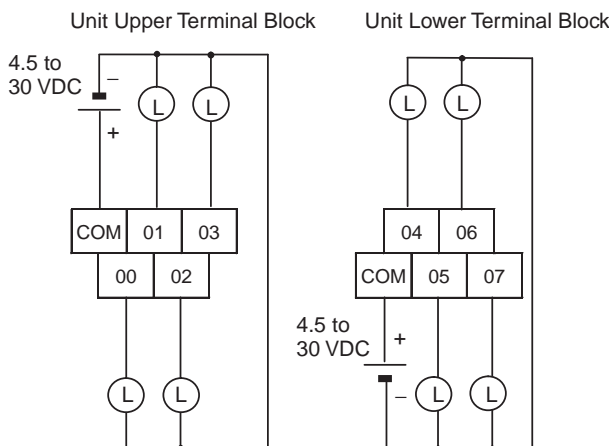 Unit Upper Terminal Block
Unit Lower Terminal Block
4.5 to
30 VDC
–
+
L
L
L
L
COM 01 03
00 02
04 06
COM 05 07
4.5 to
30 VDC
+
–
L
L
L
L